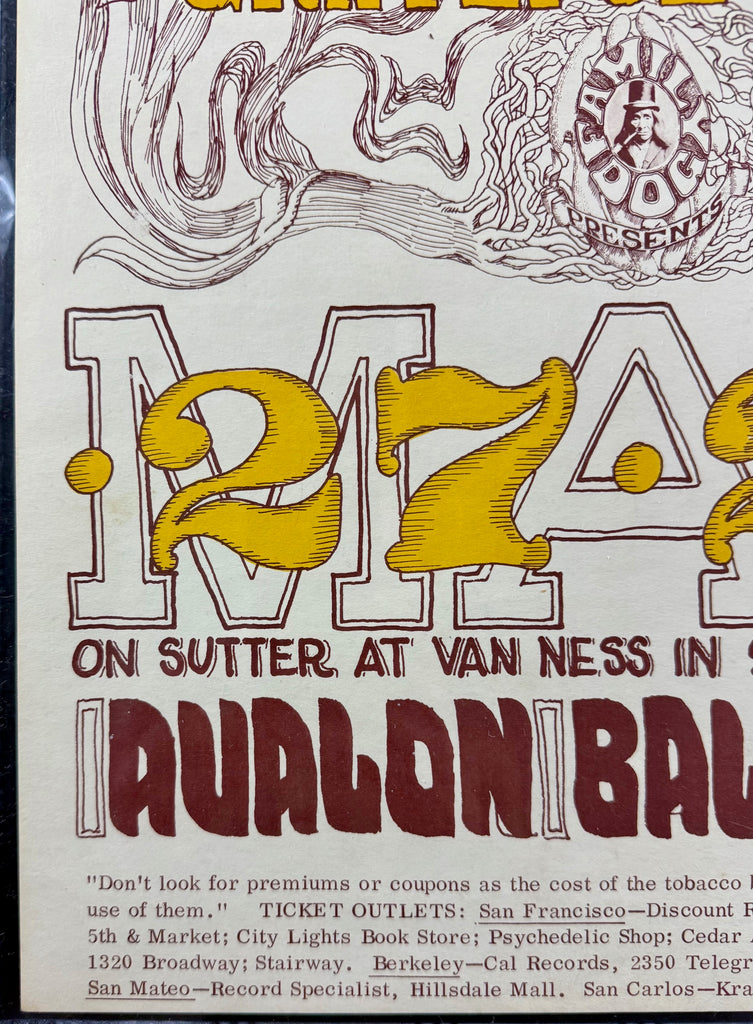 FAMILY DOG
PRESENTS
MA
27
ON SUTTER AT VAN NESS IN
AVALON BAL
"Don't look for premiums or coupons as the cost of the tobacco
use of them." TICKET OUTLETS: San Francisco—Discount
5th & Market; City Lights Book Store; Psychedelic Shop; Cedar
1320 Broadway; Stairway. Berkeley—Cal Records, 2350 Telegr
San Mateo—Record Specialist, Hillsdale Mall. San Carlos—Kra